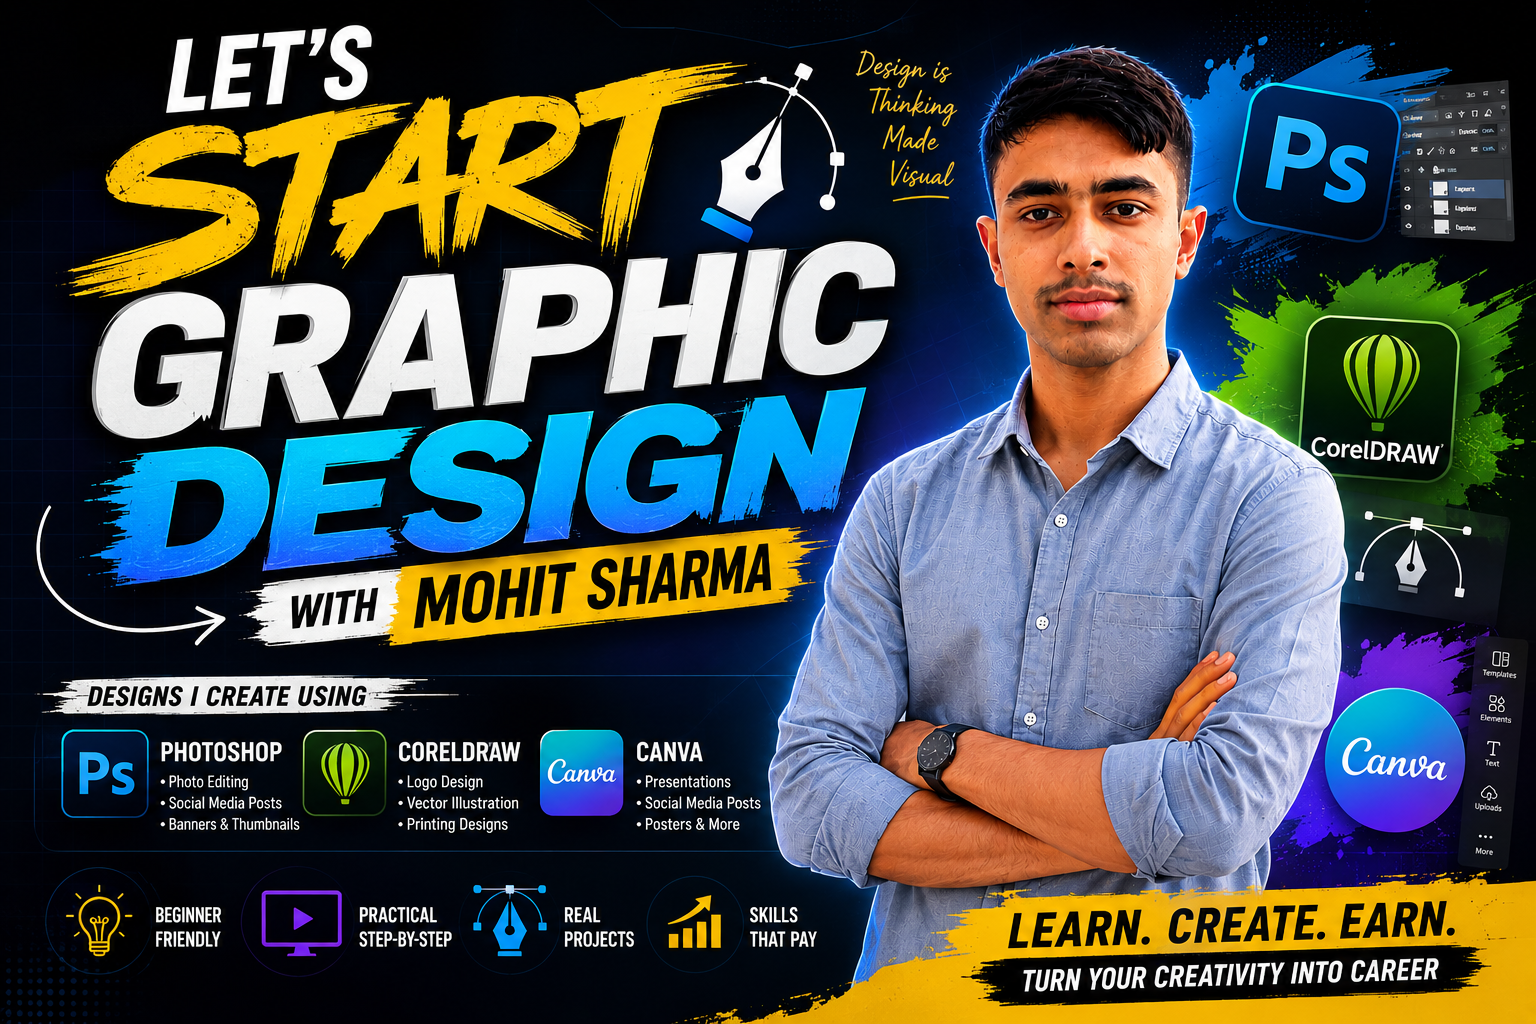 LET'S
START
GRAPHIC
DESIGN
WITH MOHIT SHARMA
Design is
Thinking
Made
Visual
Ps
CorelDRAW
Canva
Templates
Elements
Text
Uploads
More
DESIGNS I CREATE USING
Ps
PHOTOSHOP
• Photo Editing
• Social Media Posts
• Banners & Thumbnails
CORELDRAW
• Logo Design
• Vector Illustration
• Printing Designs
Canva
CANVA
• Presentations
• Social Media Posts
• Posters & More
BEGINNER
FRIENDLY
PRACTICAL
STEP-BY-STEP
REAL
PROJECTS
SKILLS
THAT PAY
LEARN. CREATE. EARN.
TURN YOUR CREATIVITY INTO CAREER